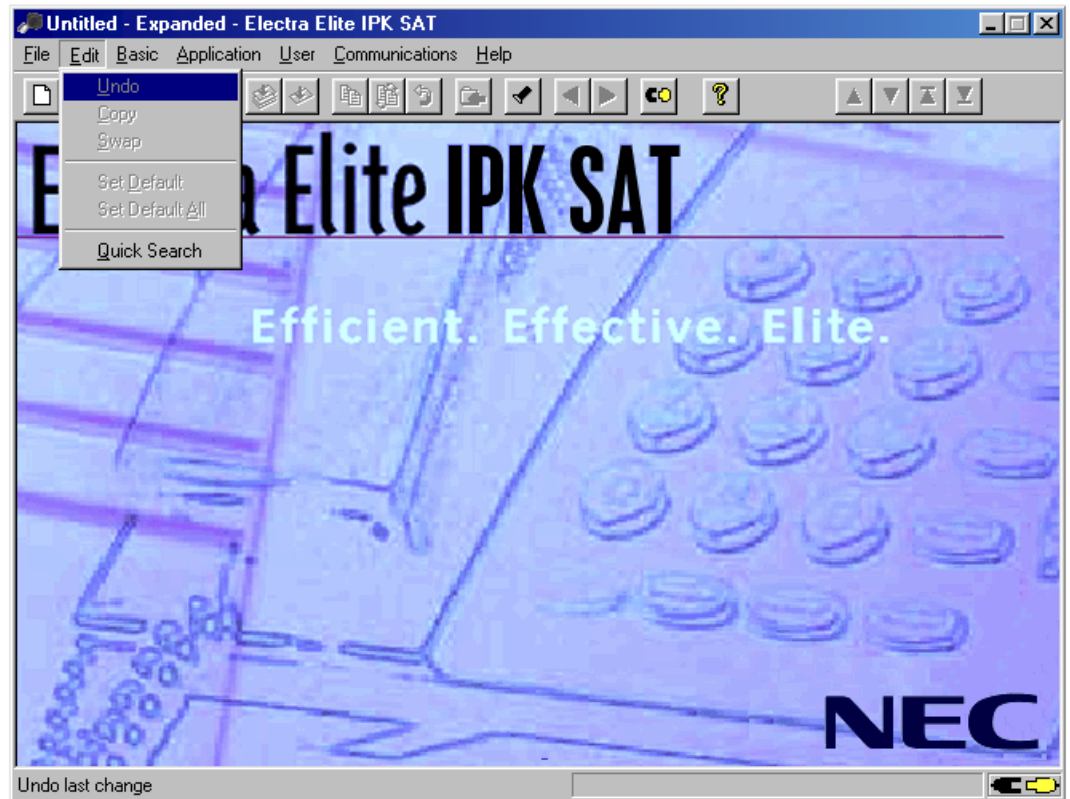 Untitled - Expanded - Electra Elite IPK SAT
File Edit Basic Application User Communications Help
Undo
Copy
Swap
Set Default
Set Default All
Quick Search
Elite IPK SAT
Efficient. Effective. Elite.
NEC
Undo last change